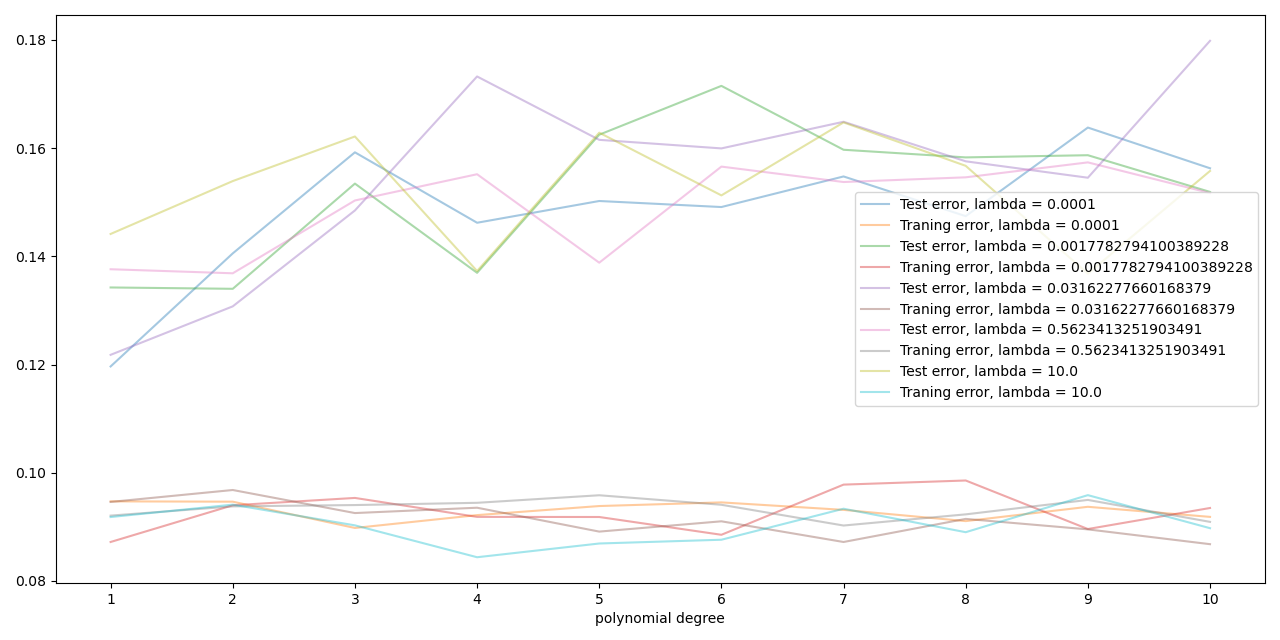 0.18
0.16
0.14
0.12
0.10
0.08
Test error, lambda = 0.0001
Traning error, lambda = 0.0001
Test error, lambda = 0.0017782794100389228
Traning error, lambda = 0.0017782794100389228
Test error, lambda = 0.03162277660168379
Traning error, lambda = 0.03162277660168379
Test error, lambda = 0.5623413251903491
Traning error, lambda = 0.5623413251903491
Test error, lambda = 10.0
Traning error, lambda = 10.0
1 2 3 4 5 6 7 8 9 10
polynomial degree